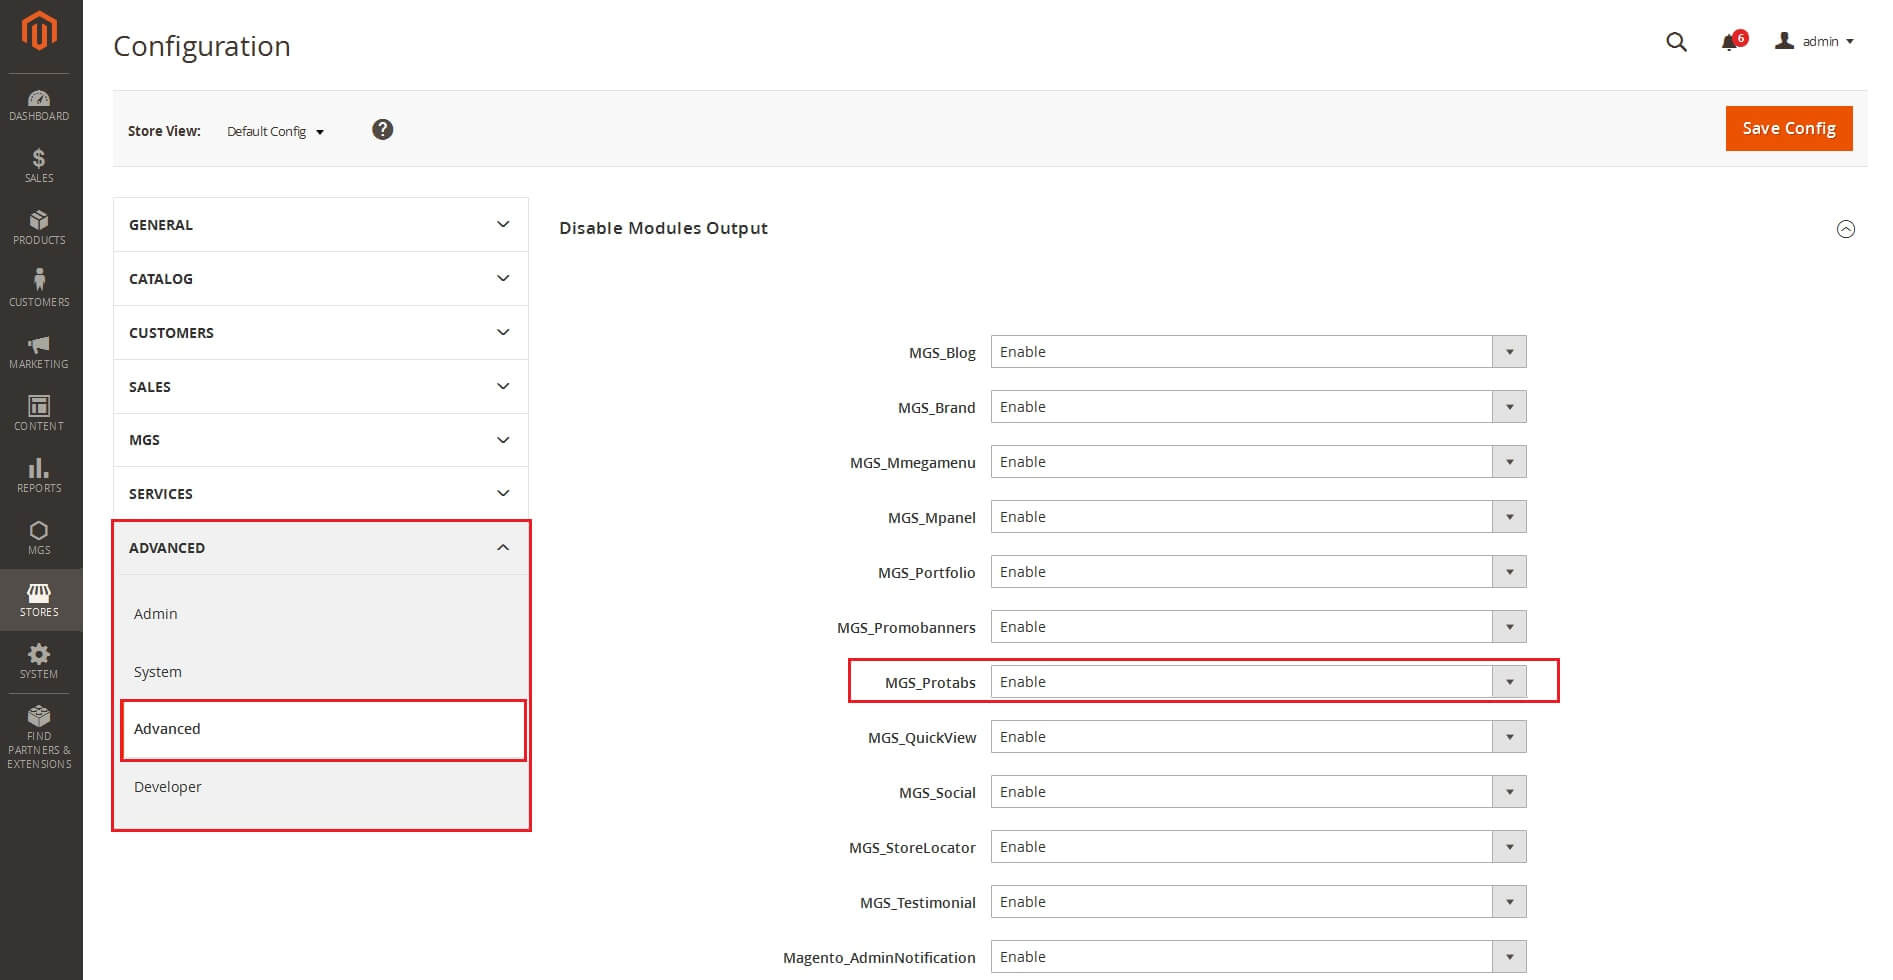 Configuration
6
admin
DASHBOARD
SALES
PRODUCTS
CUSTOMERS
MARKETING
CONTENT
REPORTS
MGS
STORES
SYSTEM
FIND
PARTNERS &
EXTENSIONS
Store View: Default Config ?
Save Config
GENERAL
CATALOG
CUSTOMERS
SALES
MGS
SERVICES
ADVANCED
Admin
System
Advanced
Developer
Disable Modules Output
MGS_Blog Enable
MGS_Brand Enable
MGS_Mmegamenu Enable
MGS_Mpanel Enable
MGS_Portfolio Enable
MGS_Promobanners Enable
MGS_Protabs Enable
MGS_QuickView Enable
MGS_Social Enable
MGS_StoreLocator Enable
MGS_Testimonial Enable
Magento_AdminNotification Enable